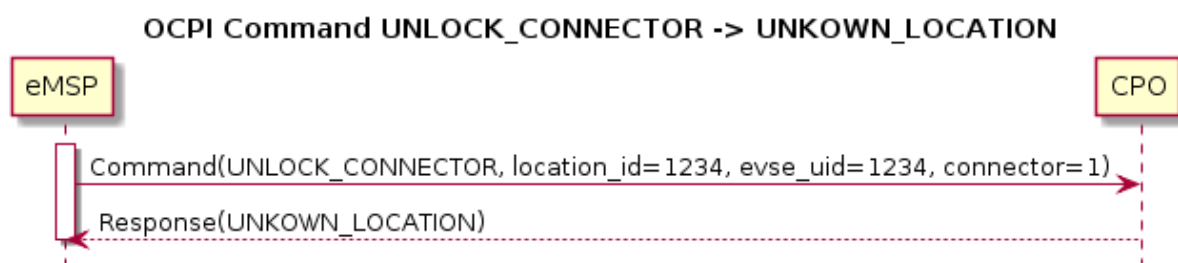 OCPI Command UNLOCK_CONNECTOR -> UNKOWN_LOCATION
eMSP
CPO
Command(UNLOCK_CONNECTOR, location_id=1234, evse_uid=1234, connector=1)
Response(UNKOWN_LOCATION)